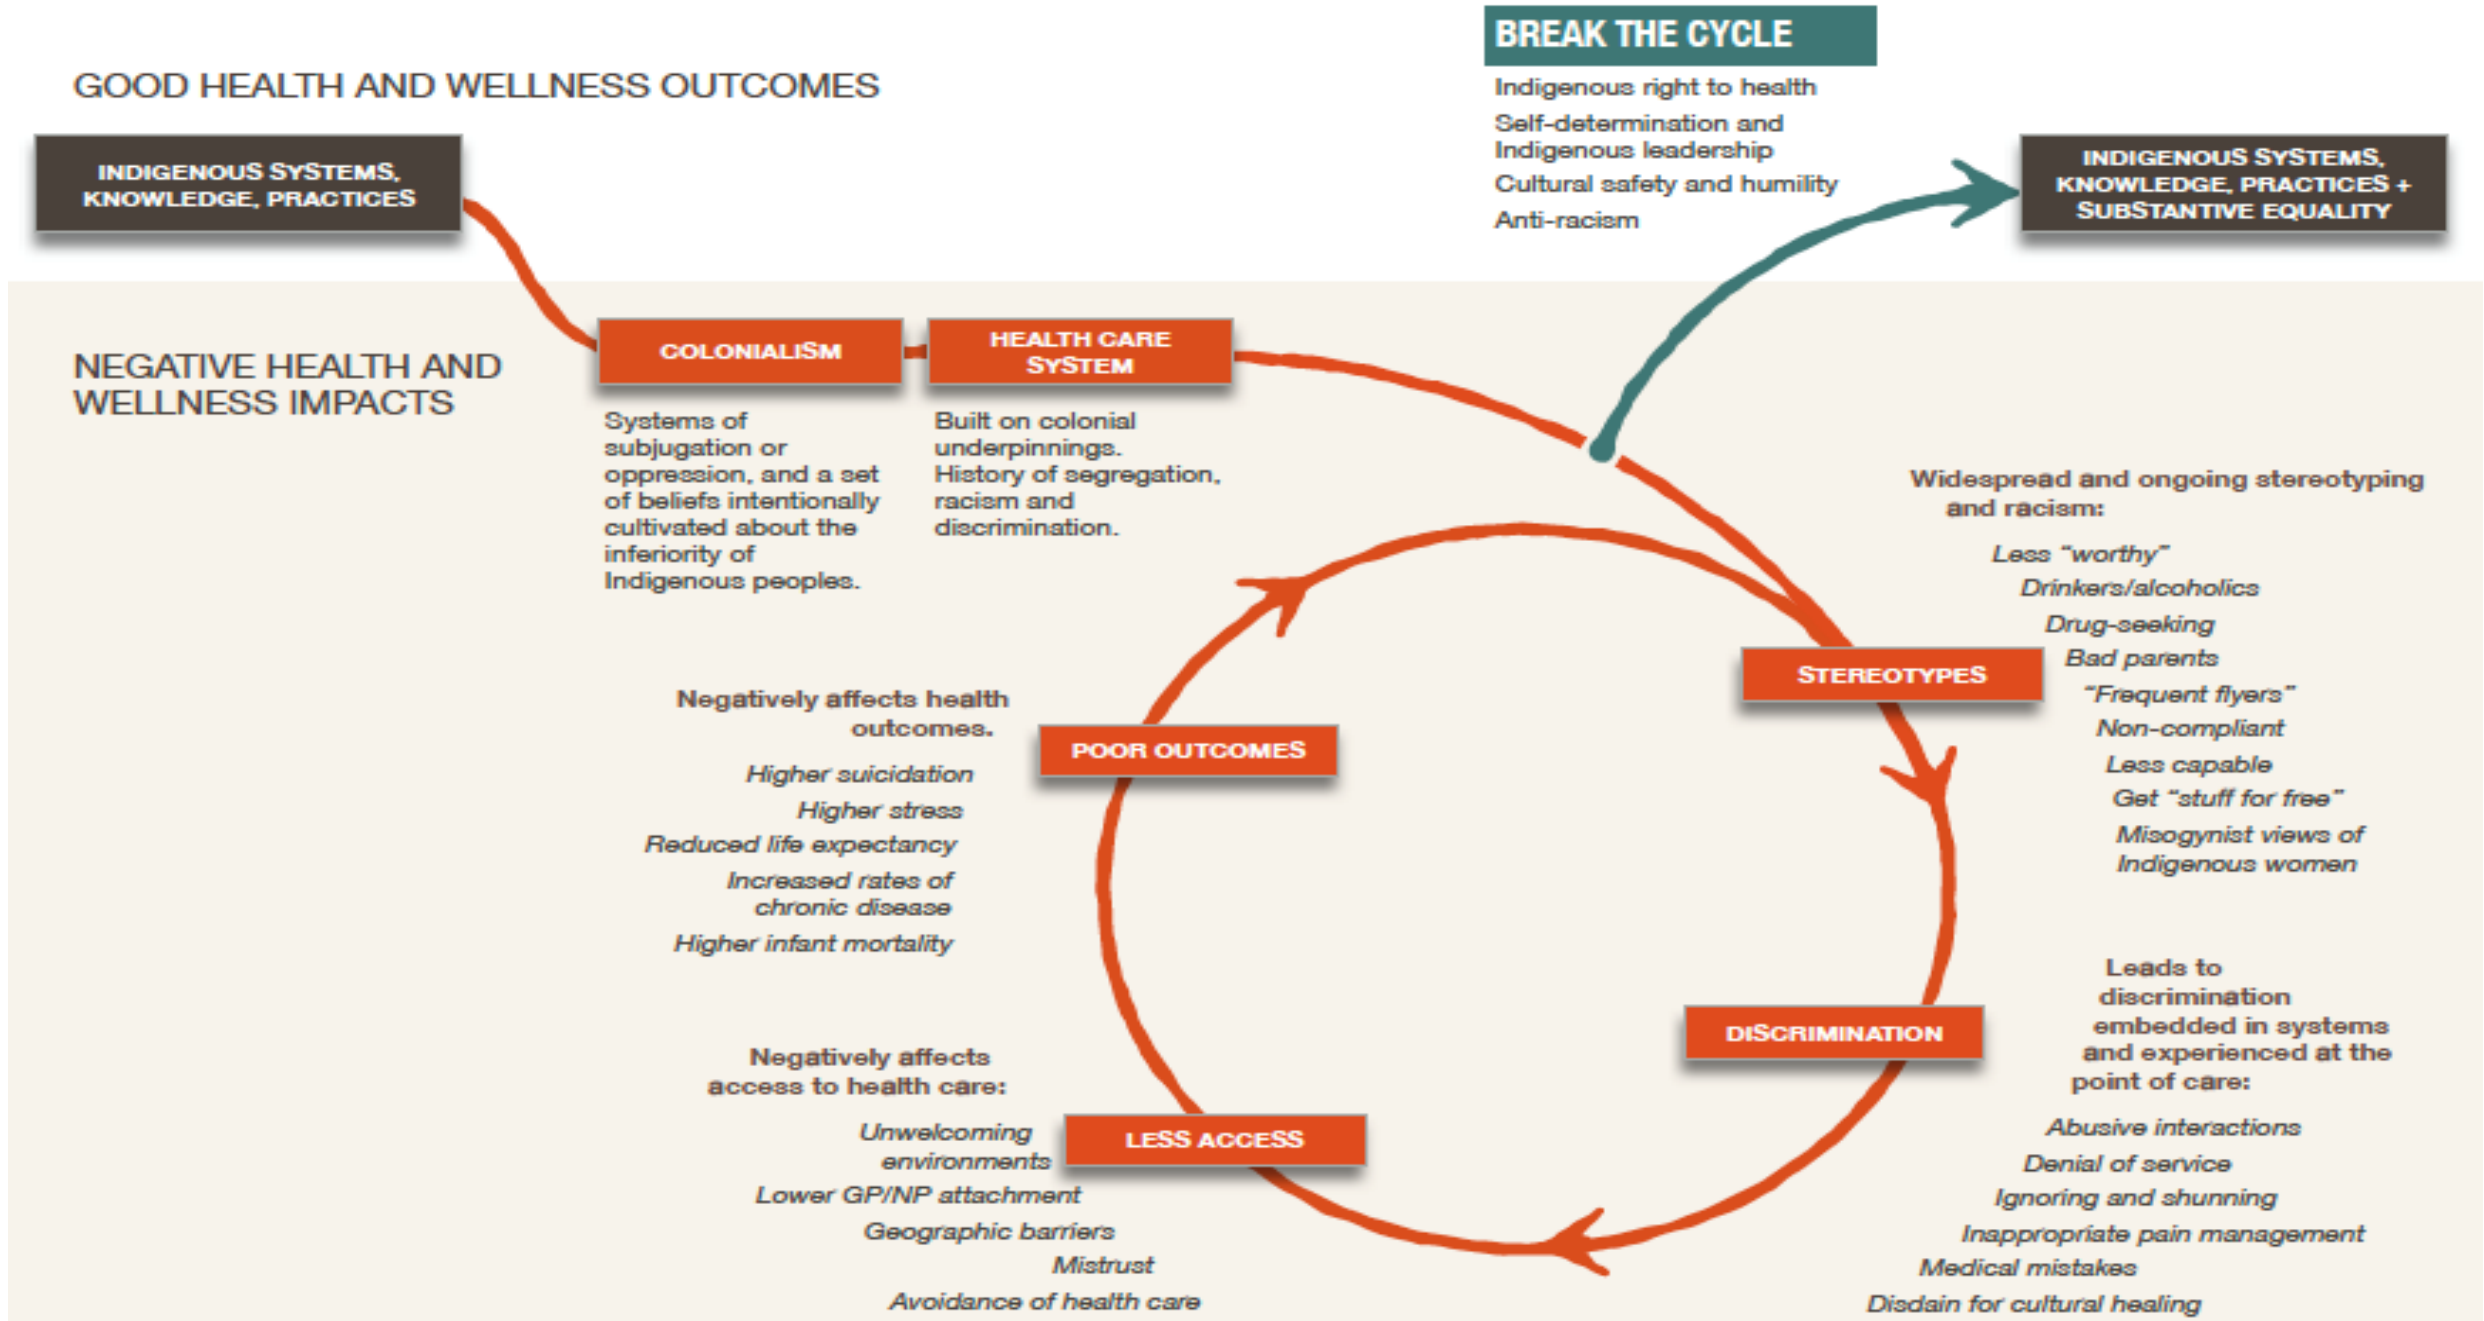 GOOD HEALTH AND WELLNESS OUTCOMES
INDIGENOUS SYSTEMS,
KNOWLEDGE, PRACTICES
BREAK THE CYCLE
Indigenous right to health
Self-determination and
Indigenous leadership
Cultural safety and humility
Anti-racism
INDIGENOUS SYSTEMS,
KNOWLEDGE, PRACTICES +
SUBSTANTIVE EQUALITY
NEGATIVE HEALTH AND
WELLNESS IMPACTS
COLONIALISM
Systems of
subjugation or
oppression, and a set
of beliefs intentionally
cultivated about the
inferiority of
Indigenous peoples.
HEALTH CARE
SYSTEM
Built on colonial
underpinnings.
History of segregation,
racism and
discrimination.
STEREOTYPES
Widespread and ongoing stereotyping
and racism:
Less “worthy”
Drinkers/alcoholics
Drug-seeking
Bad parents
“Frequent flyers”
Non-compliant
Less capable
Get “stuff for free”
Misogynist views of
Indigenous women
DISCRIMINATION
Leads to
discrimination
embedded in systems
and experienced at the
point of care:
Abusive interactions
Denial of service
Ignoring and shunning
Inappropriate pain management
Medical mistakes
Disdain for cultural healing
LESS ACCESS
Negatively affects
access to health care:
Unwelcoming
environments
Lower GP/NP attachment
Geographic barriers
Mistrust
Avoidance of health care
POOR OUTCOMES
Negatively affects health
outcomes.
Higher suicidation
Higher stress
Reduced life expectancy
Increased rates of
chronic disease
Higher infant mortality